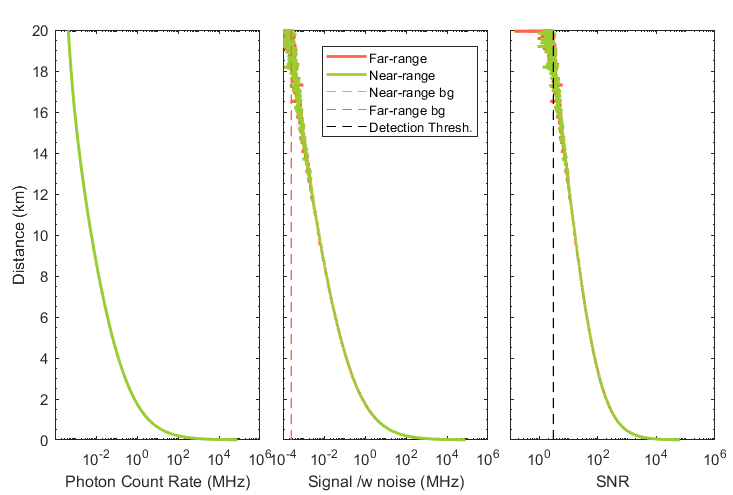 20
18
16
14
12
10
8
6
4
2
0
Distance (km)
10^-2 10^0 10^2 10^4 10^6
Photon Count Rate (MHz)
Far-range
Near-range
Near-range bg
Far-range bg
Detection Thresh.
10^-4 10^-2 10^0 10^2 10^4 10^6
Signal /w noise (MHz)
10^0 10^2 10^4 10^6
SNR